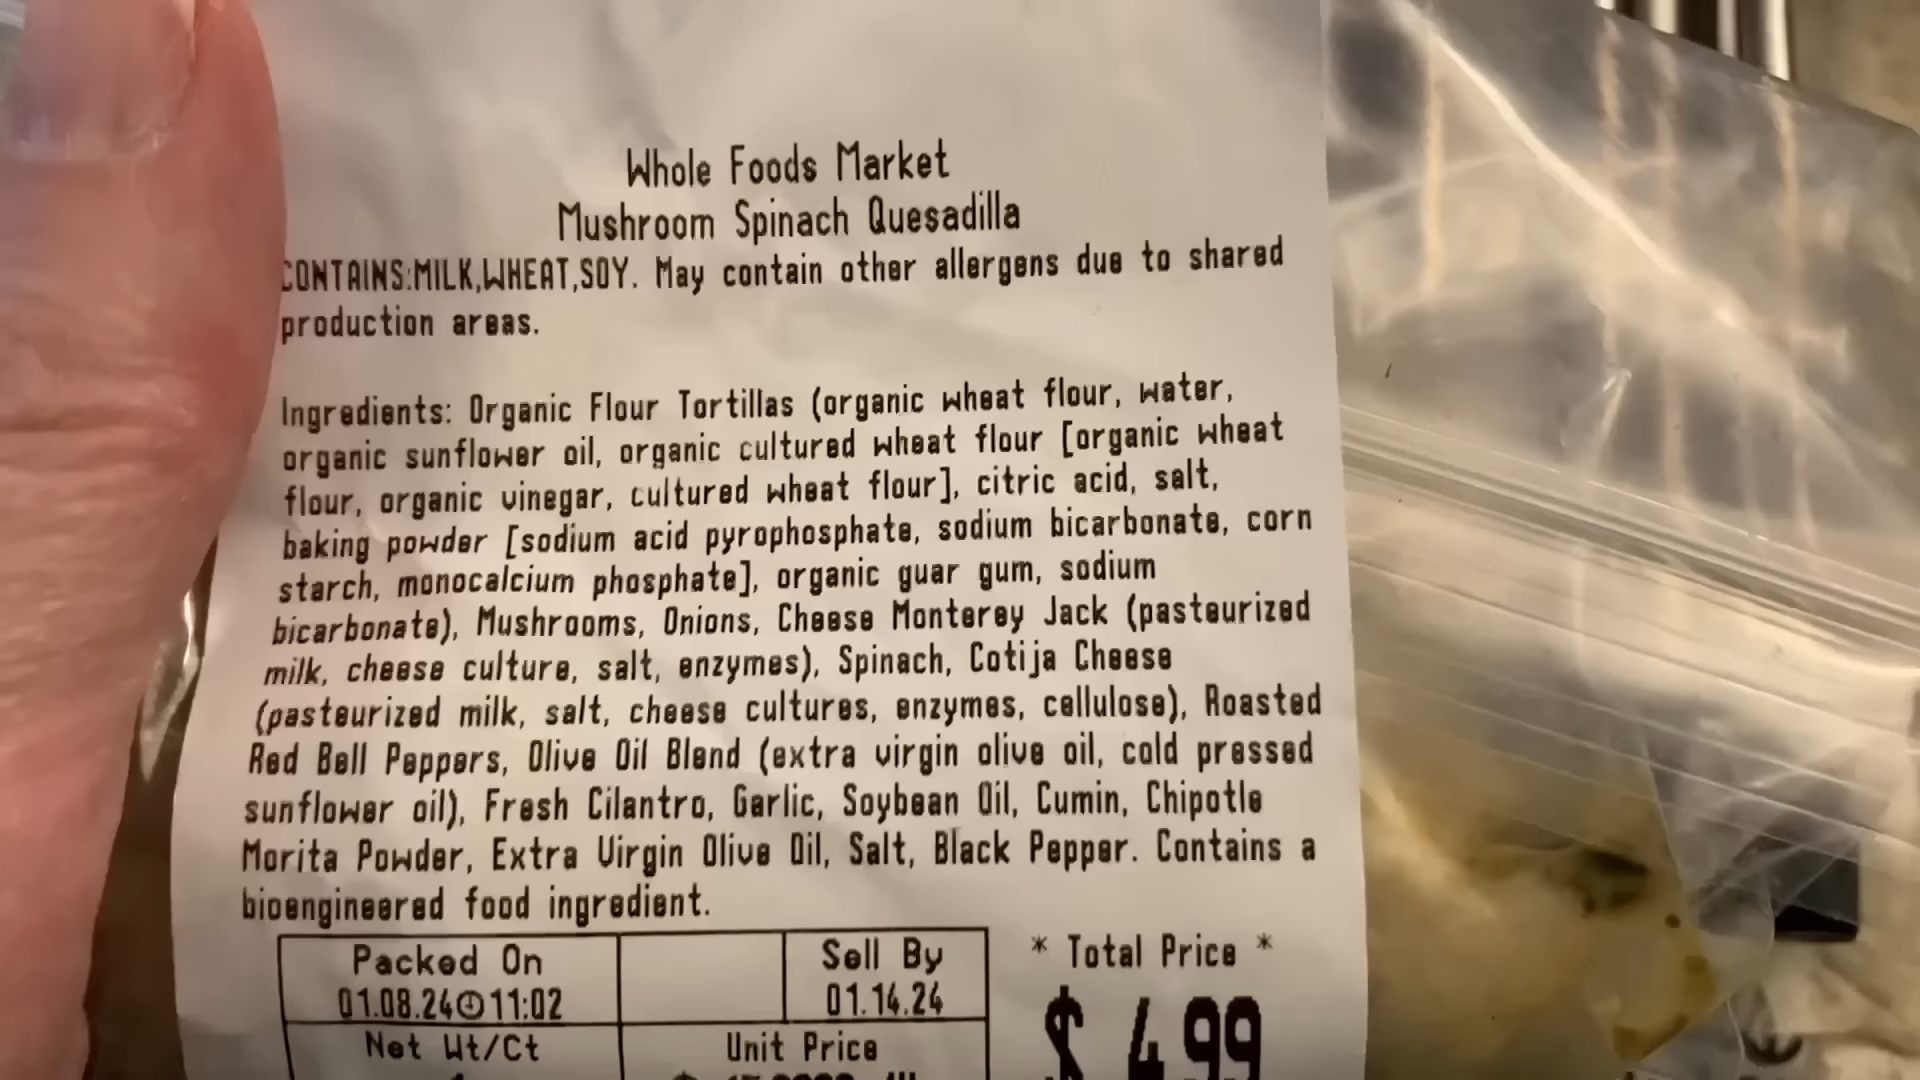 Whole Foods Market
Mushroom Spinach Quesadilla
CONTAINS:MILK,WHEAT,SOY. May contain other allergens due to shared
production areas.
Ingredients: Organic Flour Tortillas (organic wheat flour, water,
organic sunflower oil, organic cultured wheat flour [organic wheat
flour, organic vinegar, cultured wheat flour], citric acid, salt,
baking powder [sodium acid pyrophosphate, sodium bicarbonate, corn
starch, monocalcium phosphate], organic guar gum, sodium
bicarbonate), Mushrooms, Onions, Cheese Monterey Jack (pasteurized
milk, cheese culture, salt, enzymes), Spinach, Cotija Cheese
(pasteurized milk, salt, cheese cultures, enzymes, cellulose), Roasted
Red Bell Peppers, Olive Oil Blend (extra virgin olive oil, cold pressed
sunflower oil), Fresh Cilantro, Garlic, Soybean Oil, Cumin, Chipotle
Morita Powder, Extra Virgin Olive Oil, Salt, Black Pepper. Contains a
bioengineered food ingredient.
Packed On
01.08.24 11:02
Sell By
01.14.24
* Total Price *
$ 4.99
Net Wt/Ct
Unit Price